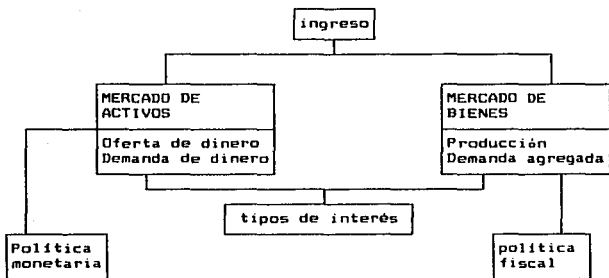 ingreso
MERCADO DE
ACTIVOS
Oferta de dinero
Demanda de dinero
MERCADO DE
BIENES
Producción
Demanda agregada
tipos de interés
Política
monetaria
política
fiscal